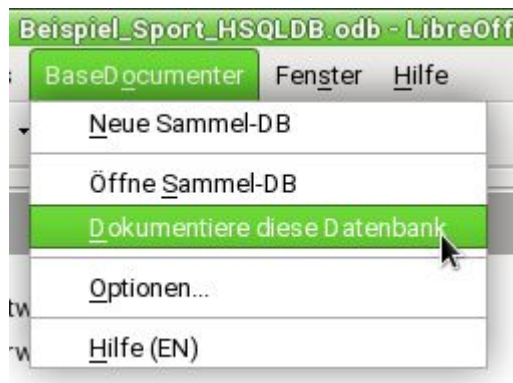 Beispiel_Sport_HSQLDB.odb - LibreOff
BaseDocumenter Fenster Hilfe
Neue Sammel-DB
Öffne Sammel-DB
Dokumentiere diese Datenbank
Optionen...
Hilfe (EN)